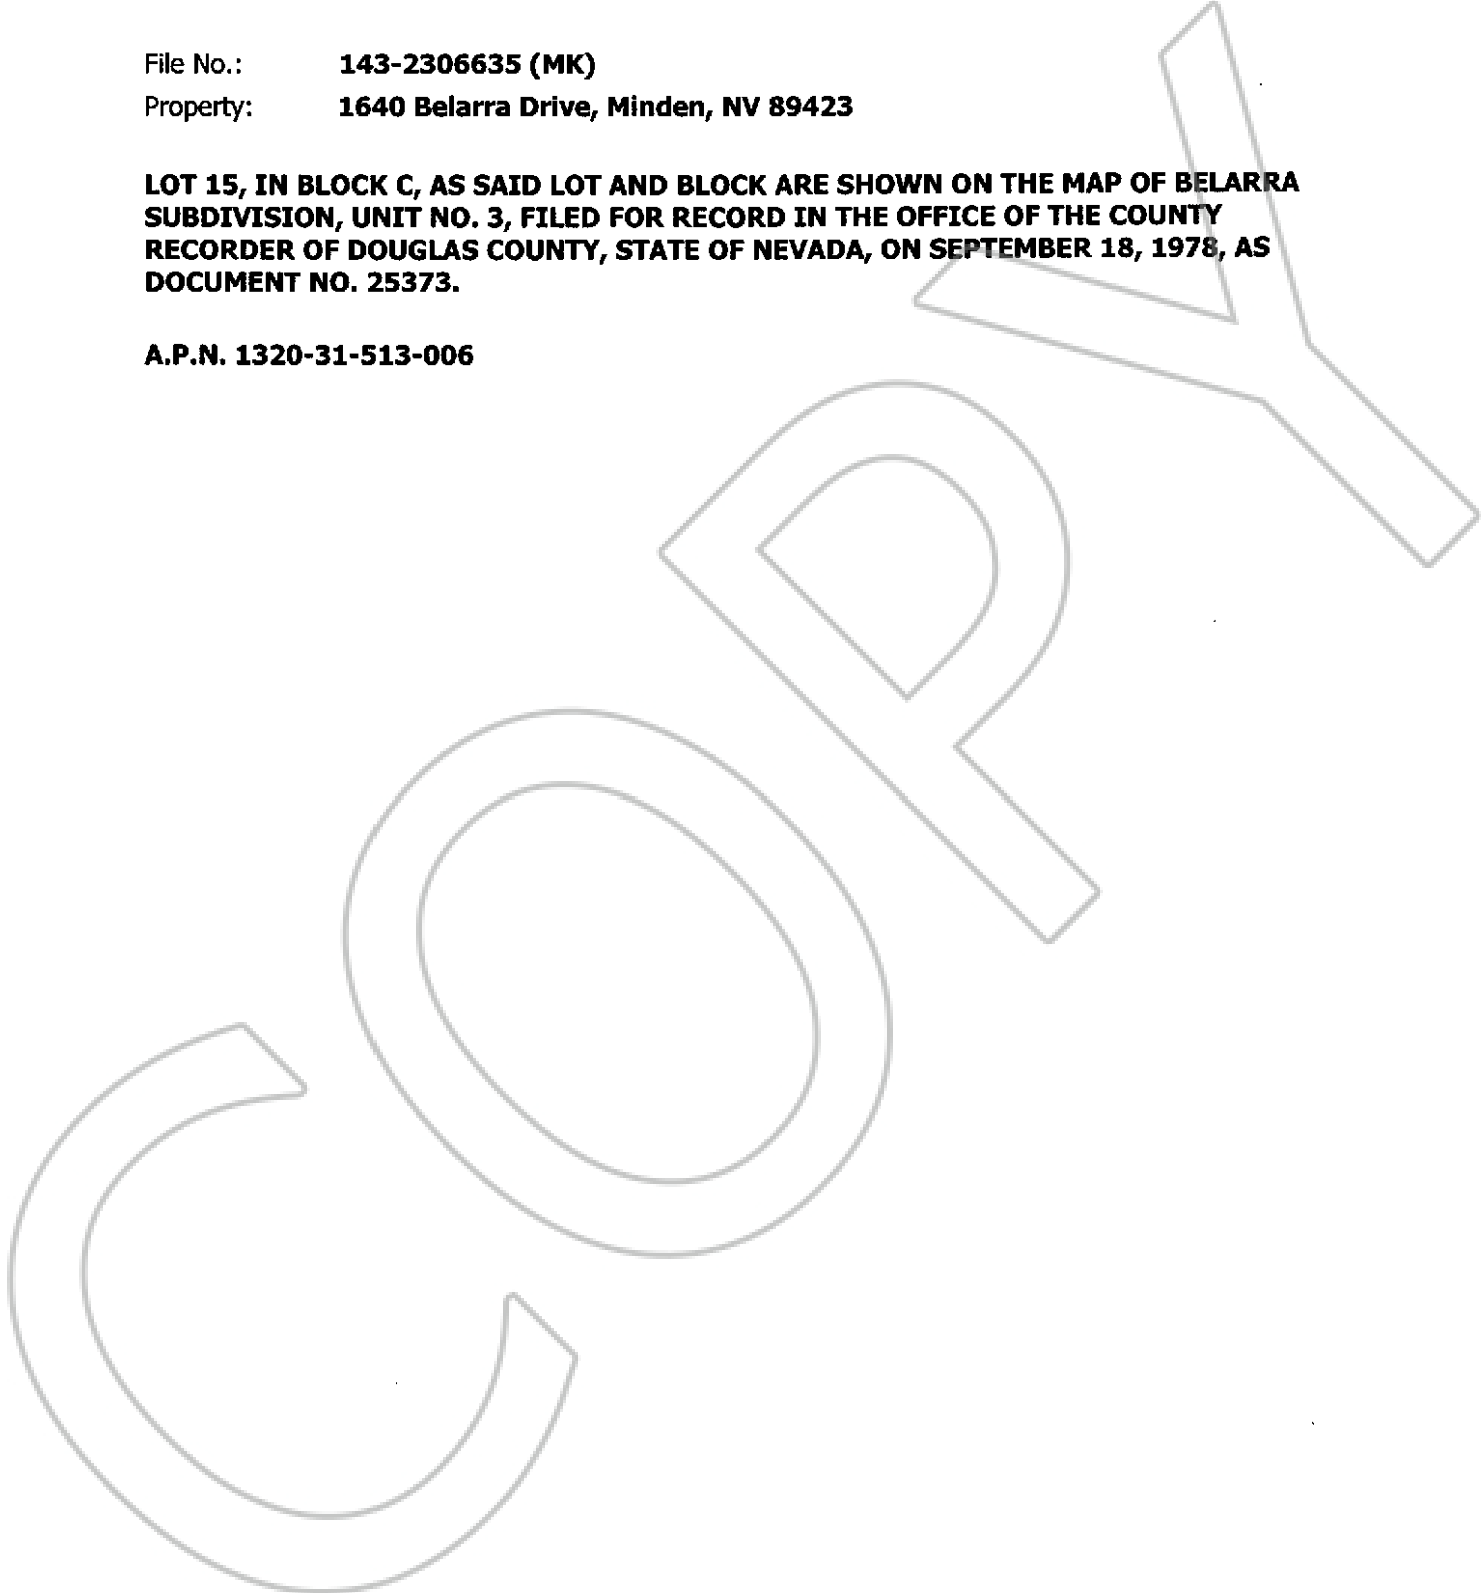 File No.: 143-2306635 (MK)
Property: 1640 Belarra Drive, Minden, NV 89423
LOT 15, IN BLOCK C, AS SAID LOT AND BLOCK ARE SHOWN ON THE MAP OF BELARRA
SUBDIVISION, UNIT NO. 3, FILED FOR RECORD IN THE OFFICE OF THE COUNTY
RECORDER OF DOUGLAS COUNTY, STATE OF NEVADA, ON SEPTEMBER 18, 1978, AS
DOCUMENT NO. 25373.
A.P.N. 1320-31-513-006
COPY